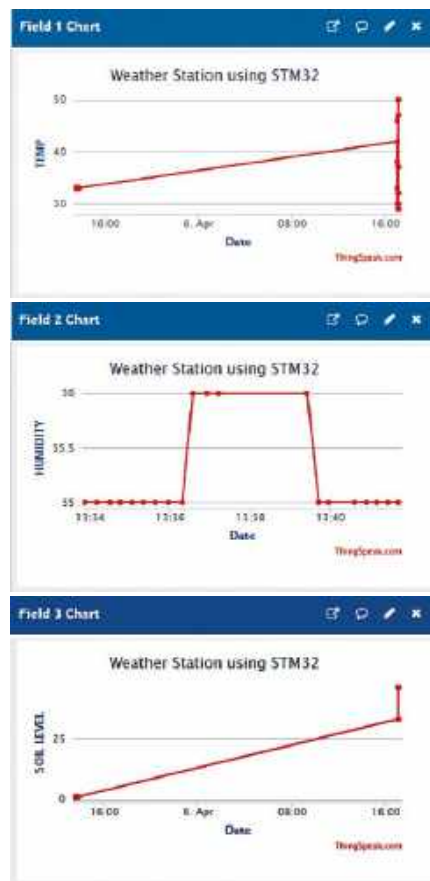 Field 1 Chart
Weather Station using STM32
50
TEMP
40
30
16:00
6. Apr
08:00
16:00
Date
ThingSpeak.com
Field 2 Chart
Weather Station using STM32
HUMIDITY
55.5
55
13:34
13:36
13:38
13:40
Date
ThingSpeak.com
Field 3 Chart
Weather Station using STM32
SOIL LEVEL
25
0
16:00
6. Apr
08:00
16:00
Date
ThingSpeak.com